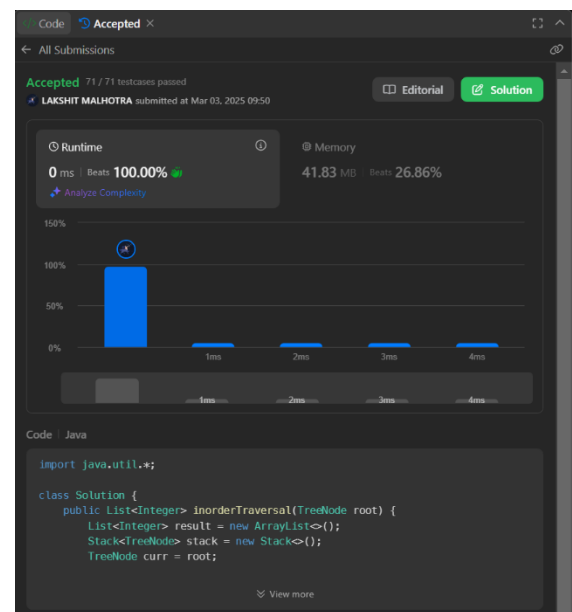 </> Code Accepted ×
← All Submissions
Accepted 71 / 71 testcases passed
LAKSHIT MALHOTRA submitted at Mar 03, 2025 09:50
Editorial
Solution
Runtime
0 ms | Beats 100.00%
Analyze Complexity
Memory
41.83 MB | Beats 26.86%
150%
100%
50%
0%
1ms 2ms 3ms 4ms
1ms 2ms 3ms 4ms
Code | Java
import java.util.*;
class Solution {
public List<Integer> inorderTraversal(TreeNode root) {
List<Integer> result = new ArrayList<>();
Stack<TreeNode> stack = new Stack<>();
TreeNode curr = root;
View more